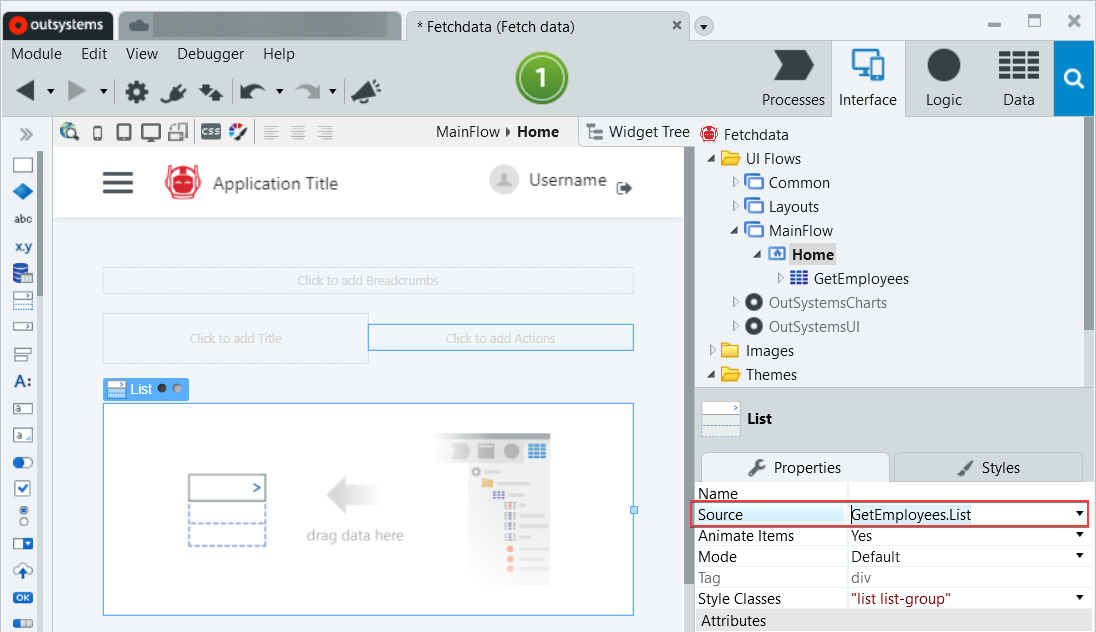 outsystems
* Fetchdata (Fetch data)
Module Edit View Debugger Help
1
Processes Interface Logic Data
CSS
MainFlow Home Widget Tree
Application Title
Username
Click to add Breadcrumbs
Click to add Title
Click to add Actions
List
drag data here
abc
x.y
A:
a
a
OK
Fetchdata
UI Flows
Common
Layouts
MainFlow
Home
GetEmployees
OutSystemsCharts
OutSystemsUI
Images
Themes
List
Properties Styles
Name
Source GetEmployees.List
Animate Items Yes
Mode Default
Tag div
Style Classes "list list-group"
Attributes